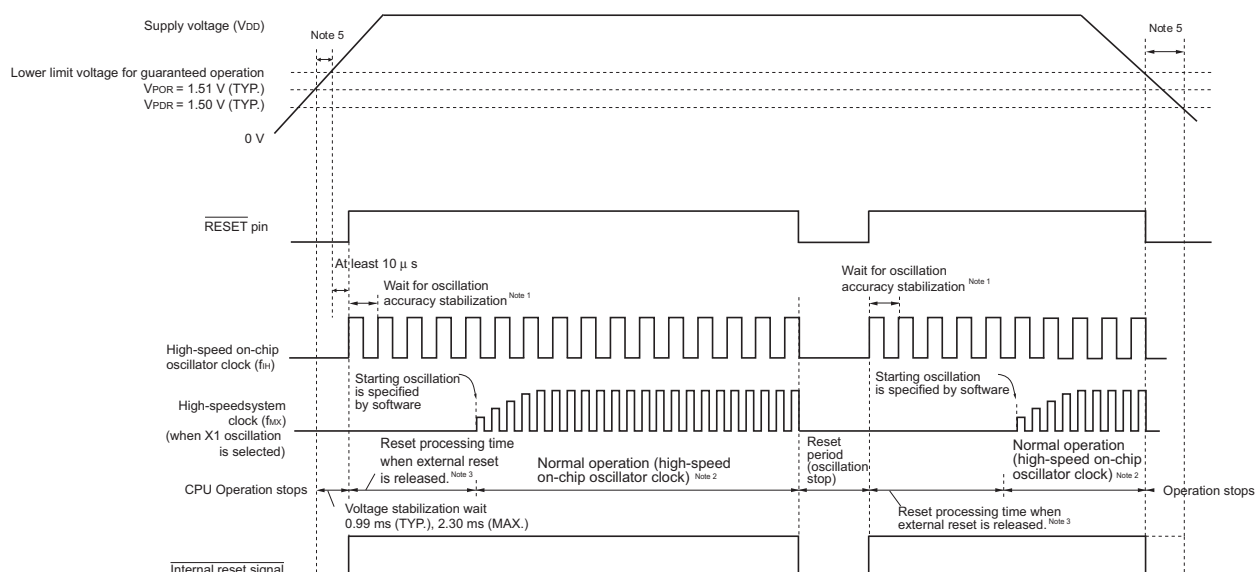 Supply voltage (VDD)
Note 5
Note 5
Lower limit voltage for guaranteed operation
VPOR = 1.51 V (TYP.)
VPDR = 1.50 V (TYP.)
0 V
RESET pin
At least 10 μ s
Wait for oscillation
accuracy stabilization Note 1
Wait for oscillation
accuracy stabilization Note 1
High-speed on-chip
oscillator clock (fIH)
Starting oscillation
is specified
by software
Starting oscillation
is specified by software
High-speedsystem
clock (fMX)
(when X1 oscillation
is selected)
Reset processing time
when external reset
is released. Note 3
Normal operation (high-speed
on-chip oscillator clock) Note 2
Reset
period
(oscillation
stop)
Normal operation
(high-speed on-chip
oscillator clock) Note 2
CPU Operation stops
Operation stops
Voltage stabilization wait
0.99 ms (TYP.), 2.30 ms (MAX.)
Reset processing time when
external reset is released. Note 3
Internal reset signal